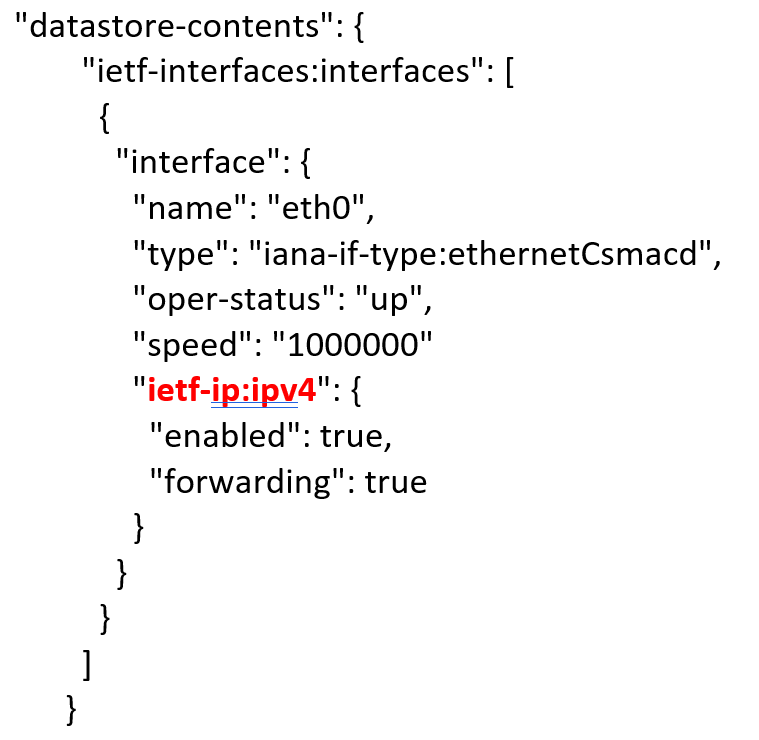 "datastore-contents": {
"ietf-interfaces:interfaces": [
{
"interface": {
"name": "eth0",
"type": "iana-if-type:ethernetCsmacd",
"oper-status": "up",
"speed": "1000000"
"ietf-ip:ipv4": {
"enabled": true,
"forwarding": true
}
}
}
]
}